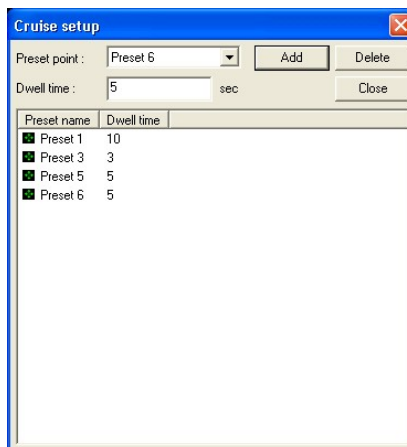 Cruise setup
Preset point : Preset 6 Add Delete
Dwell time : 5 sec Close
Preset name Dwell time
Preset 1 10
Preset 3 3
Preset 5 5
Preset 6 5